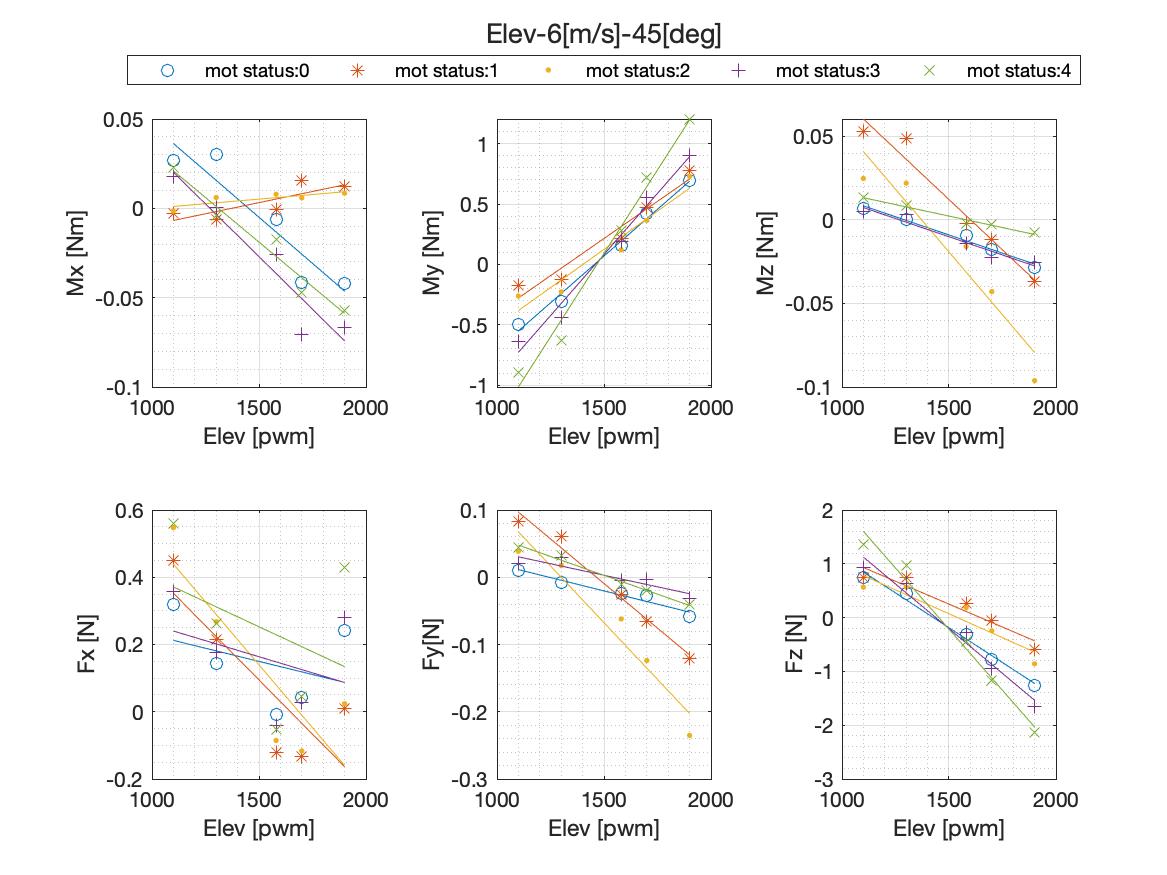 Elev-6[m/s]-45[deg]
mot status:0 mot status:1 mot status:2 mot status:3 mot status:4
0.05
0
-0.05
-0.1
Mx [Nm]
1000 1500 2000
Elev [pwm]
1
0.5
0
-0.5
-1
My [Nm]
1000 1500 2000
Elev [pwm]
0.05
0
-0.05
-0.1
Mz [Nm]
1000 1500 2000
Elev [pwm]
0.6
0.4
0.2
0
-0.2
Fx [N]
1000 1500 2000
Elev [pwm]
0.1
0
-0.1
-0.2
-0.3
Fy[N]
1000 1500 2000
Elev [pwm]
2
1
0
-1
-2
-3
Fz [N]
1000 1500 2000
Elev [pwm]